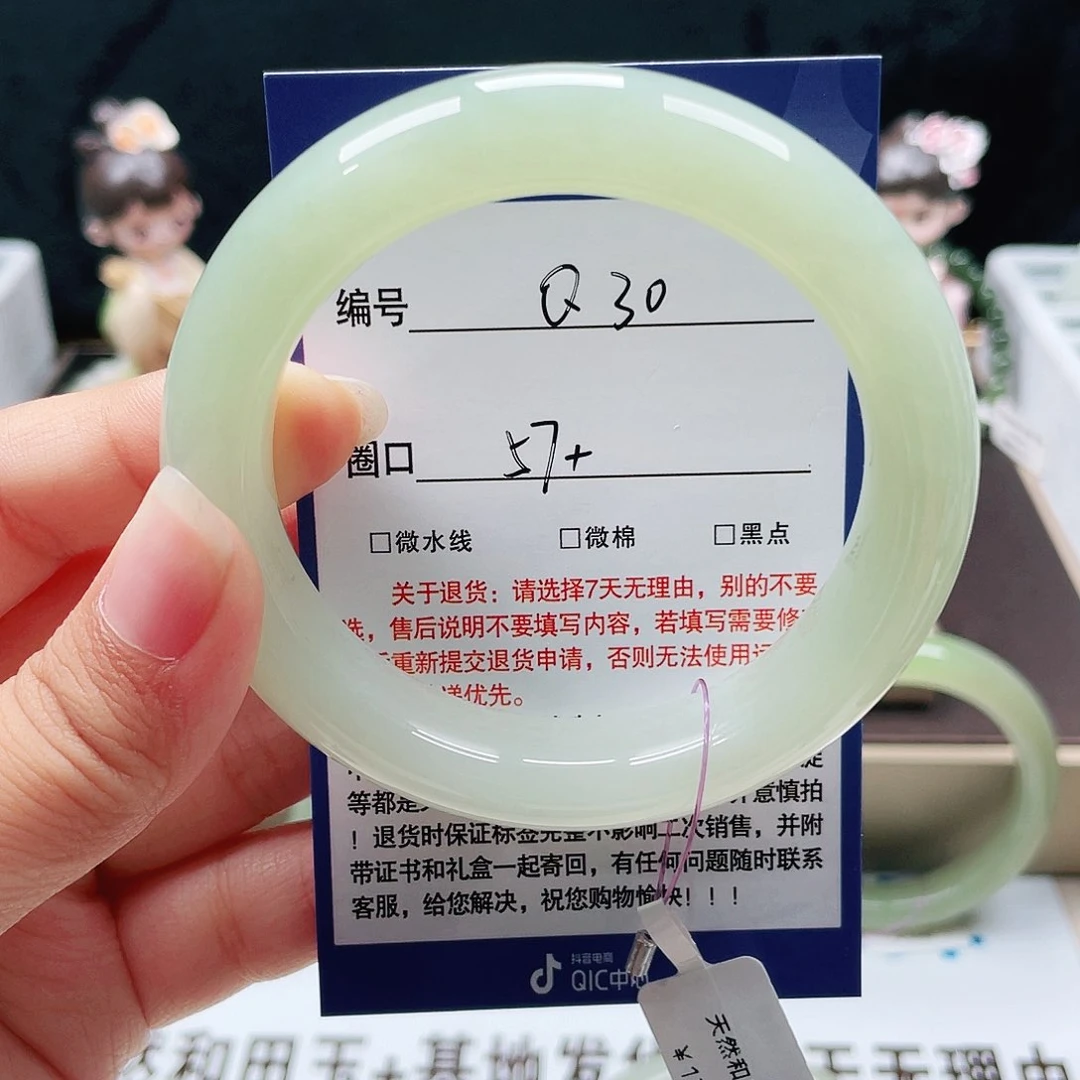 编号 Q 30
圈口 57+
□微水线 □微棉 □黑点
关于退货：请选择7天无理由，别的不要
选，售后说明不要填写内容，若填写需要修
重新提交退货申请，否则无法使用
优先。
等都是
意慎拍
！退货时保证标签完整不影响二次销售，并附
带证书和礼盒一起寄回，有任何问题随时联系
客服，给您解决，祝您购物愉快！！！
抖音电商
QIC中心
天然和